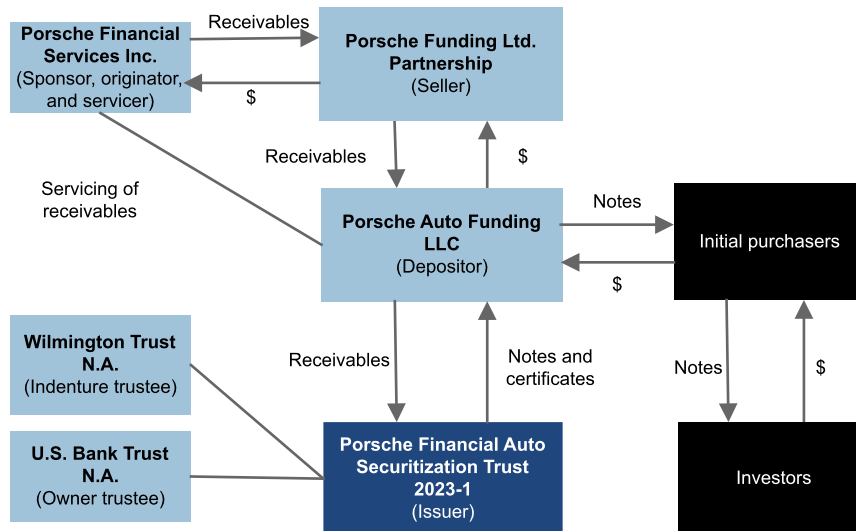 Porsche Financial
Services Inc.
(Sponsor, originator,
and servicer)
Receivables
$
Porsche Funding Ltd.
Partnership
(Seller)
Receivables
$
Servicing of
receivables
Porsche Auto Funding
LLC
(Depositor)
Notes
$
Initial purchasers
Wilmington Trust
N.A.
(Indenture trustee)
Receivables
Notes and
certificates
Notes
$
U.S. Bank Trust
N.A.
(Owner trustee)
Porsche Financial Auto
Securitization Trust
2023-1
(Issuer)
Investors